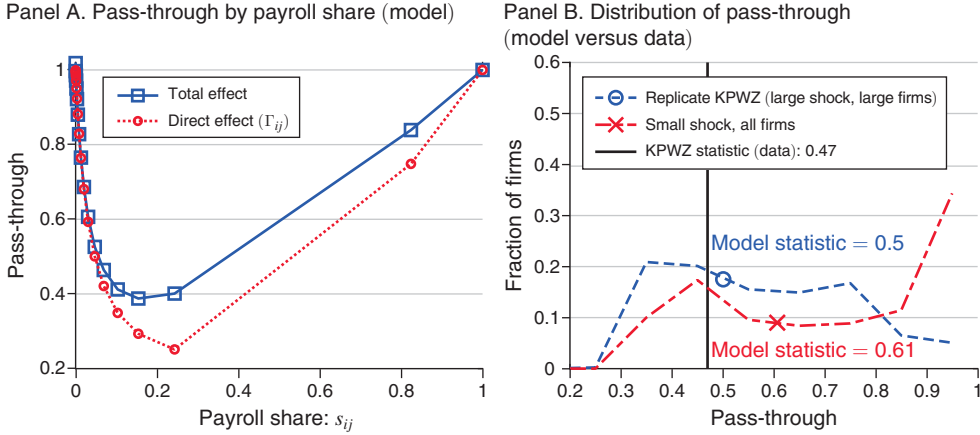 Panel A. Pass-through by payroll share (model)
1
0.8
0.6
0.4
0.2
Pass-through
Total effect
Direct effect (Γij)
0
0.2
0.4
0.6
0.8
1
Payroll share: sij
Panel B. Distribution of pass-through
(model versus data)
0.6
0.5
0.4
0.3
0.2
0.1
0
Fraction of firms
Replicate KPWZ (large shock, large firms)
Small shock, all firms
KPWZ statistic (data): 0.47
Model statistic = 0.5
Model statistic = 0.61
0.2
0.3
0.4
0.5
0.6
0.7
0.8
0.9
1
Pass-through